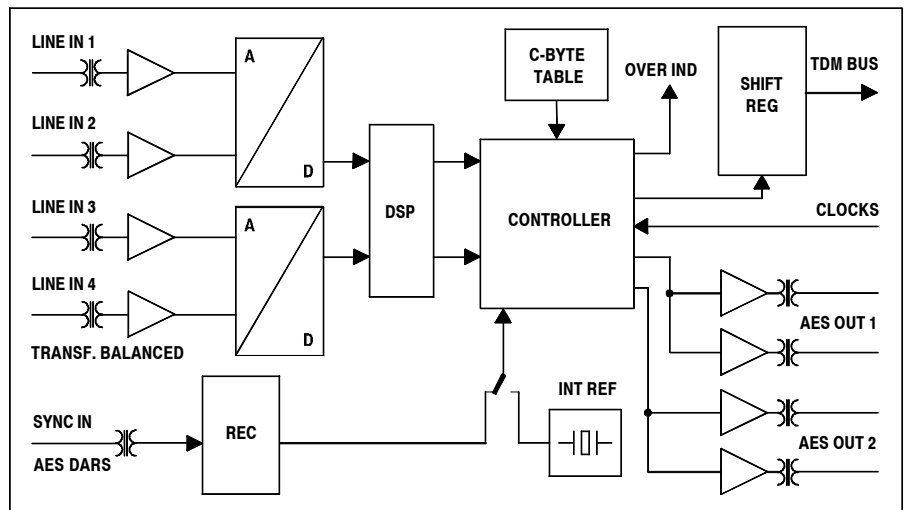 LINE IN 1
A
D
LINE IN 2
LINE IN 3
A
D
LINE IN 4
TRANSF. BALANCED
DSP
C-BYTE
TABLE
OVER IND
SHIFT
REG
TDM BUS
CONTROLLER
CLOCKS
AES OUT 1
AES OUT 2
SYNC IN
AES DARS
REC
INT REF